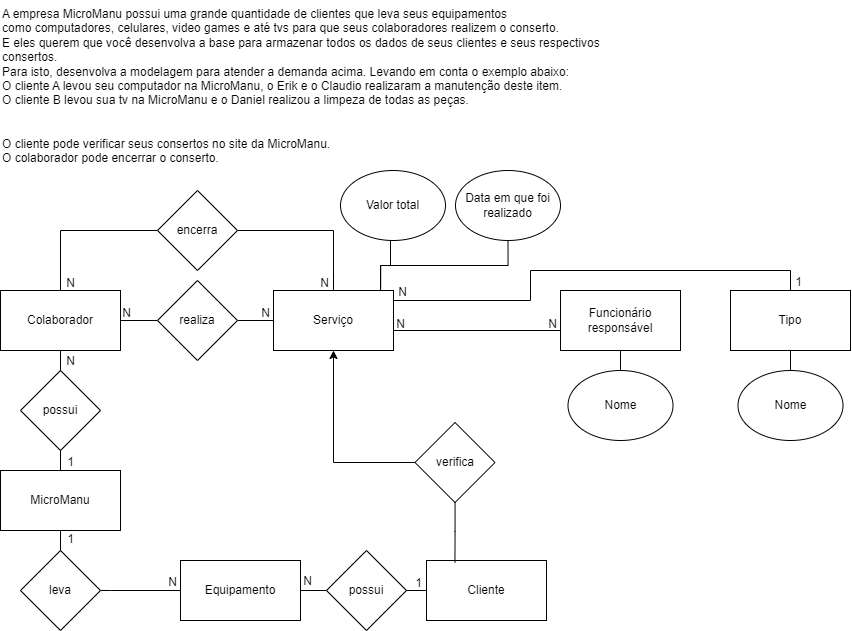 A empresa MicroManu possui uma grande quantidade de clientes que leva seus equipamentos
como computadores, celulares, video games e até tvs para que seus colaboradores realizem o conserto.
E eles querem que você desenvolva a base para armazenar todos os dados de seus clientes e seus respectivos
consertos.
Para isto, desenvolva a modelagem para atender a demanda acima. Levando em conta o exemplo abaixo:
O cliente A levou seu computador na MicroManu, o Erik e o Claudio realizaram a manutenção deste item.
O cliente B levou sua tv na MicroManu e o Daniel realizou a limpeza de todas as peças.
O cliente pode verificar seus consertos no site da MicroManu.
O colaborador pode encerrar o conserto.
Valor total
Data em que foi
realizado
encerra
N
N
N
1
Colaborador
N
realiza
N
Serviço
N
N
Funcionário
responsável
Tipo
N
possui
Nome
Nome
1
verifica
MicroManu
1
leva
N
Equipamento
N
possui
1
Cliente